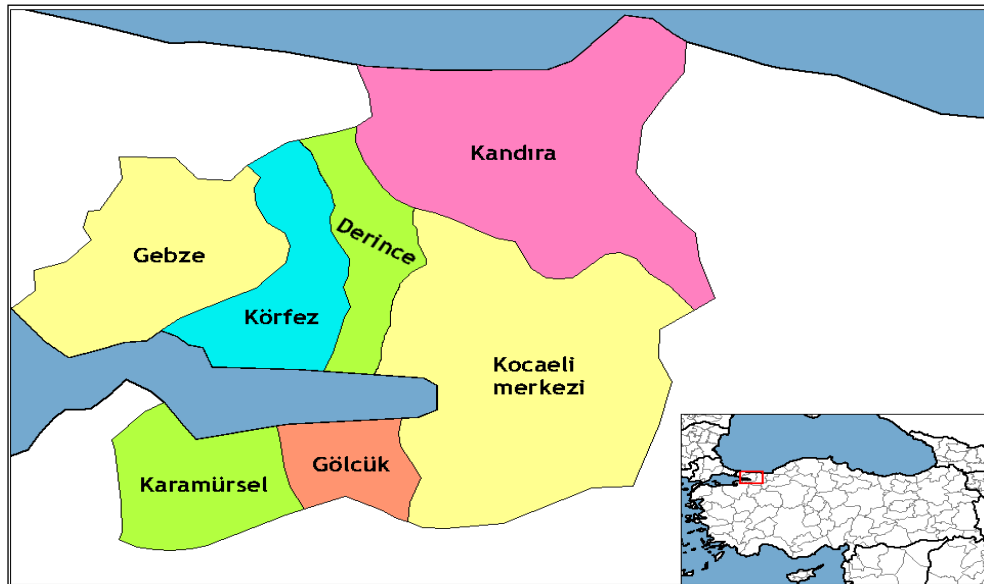 Kandıra
Derince
Gebze
Körfez
Kocaeli
merkezi
Gölcük
Karamürsel